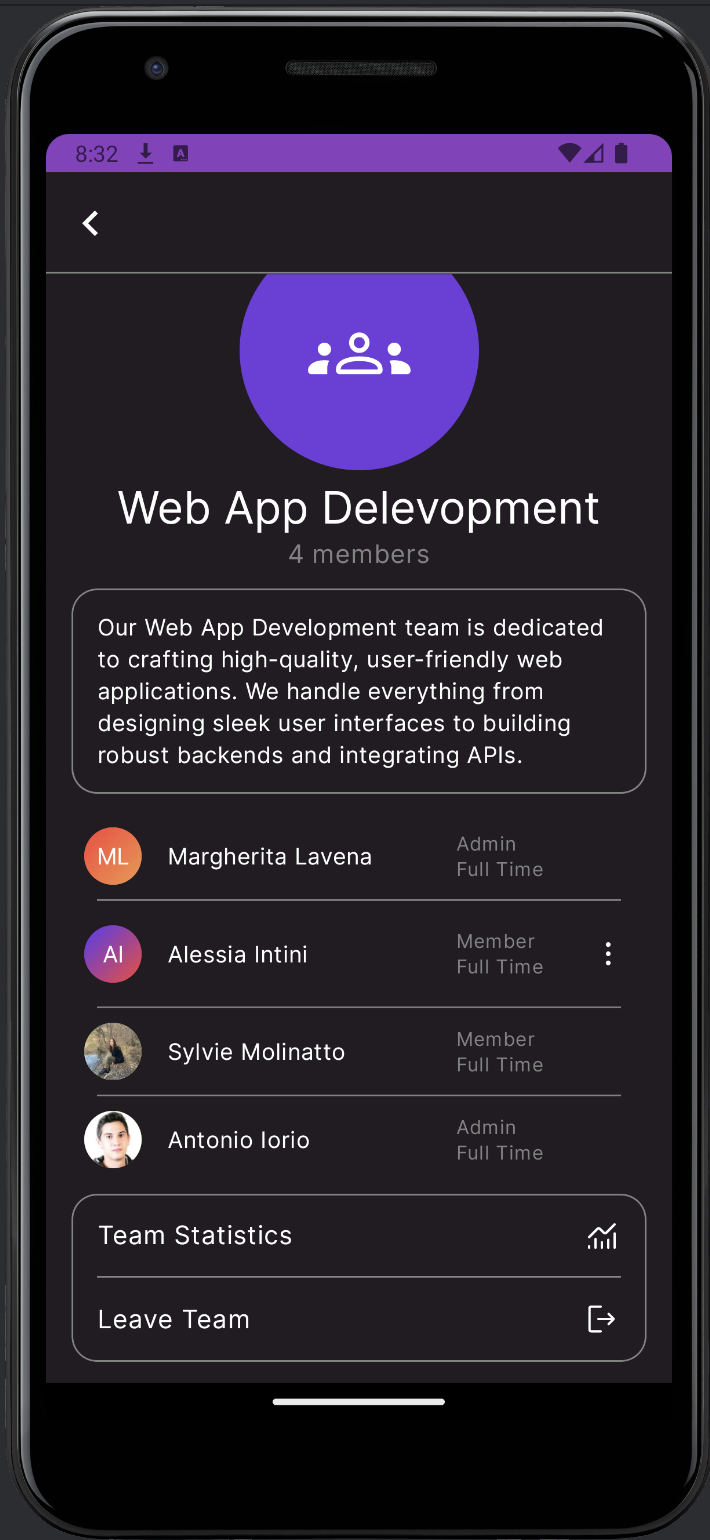 8:32
A
Web App Delevopment
4 members
Our Web App Development team is dedicated
to crafting high-quality, user-friendly web
applications. We handle everything from
designing sleek user interfaces to building
robust backends and integrating APIs.
ML
Margherita Lavena
Admin
Full Time
AI
Alessia Intini
Member
Full Time
Sylvie Molinatto
Member
Full Time
Antonio Iorio
Admin
Full Time
Team Statistics
Leave Team